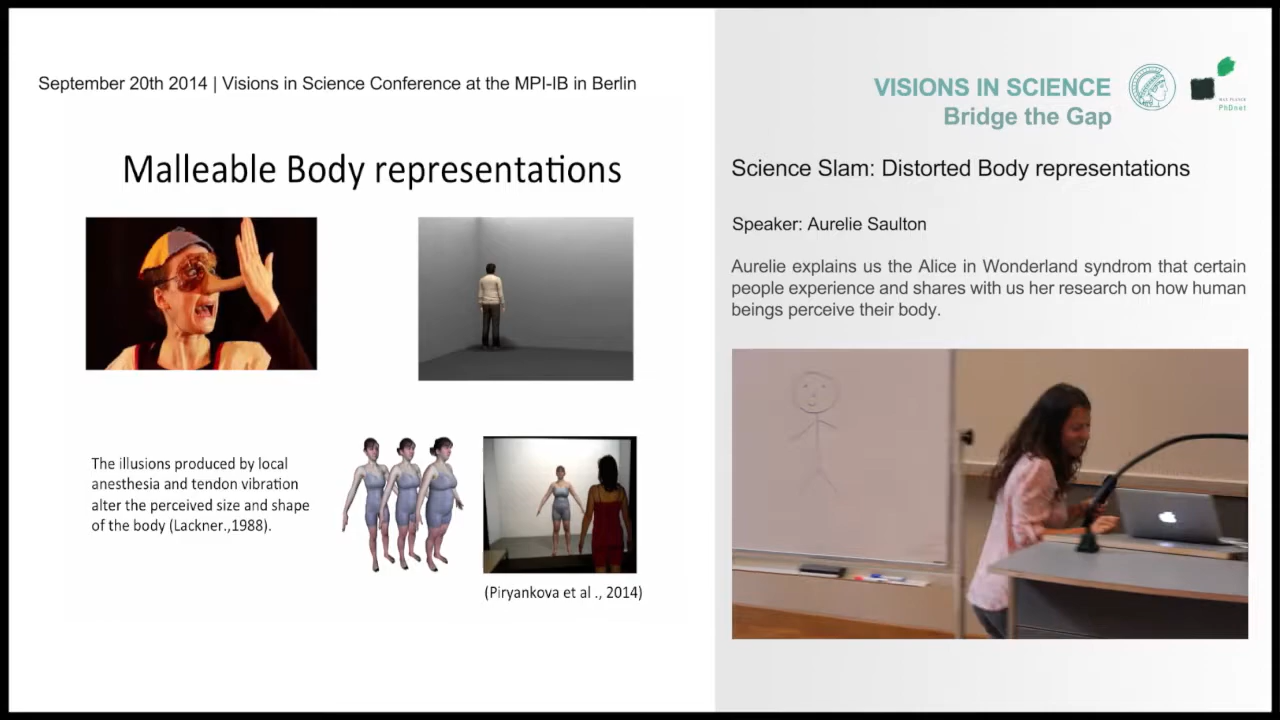 September 20th 2014 | Visions in Science Conference at the MPI-IB in Berlin
Malleable Body representations
The illusions produced by local
anesthesia and tendon vibration
alter the perceived size and shape
of the body (Lackner.,1988).
(Piryankova et al ., 2014)
VISIONS IN SCIENCE
Bridge the Gap
MAX PLANCK
PhDnet
Science Slam: Distorted Body representations
Speaker: Aurelie Saulton
Aurelie explains us the Alice in Wonderland syndrom that certain
people experience and shares with us her research on how human
beings perceive their body.